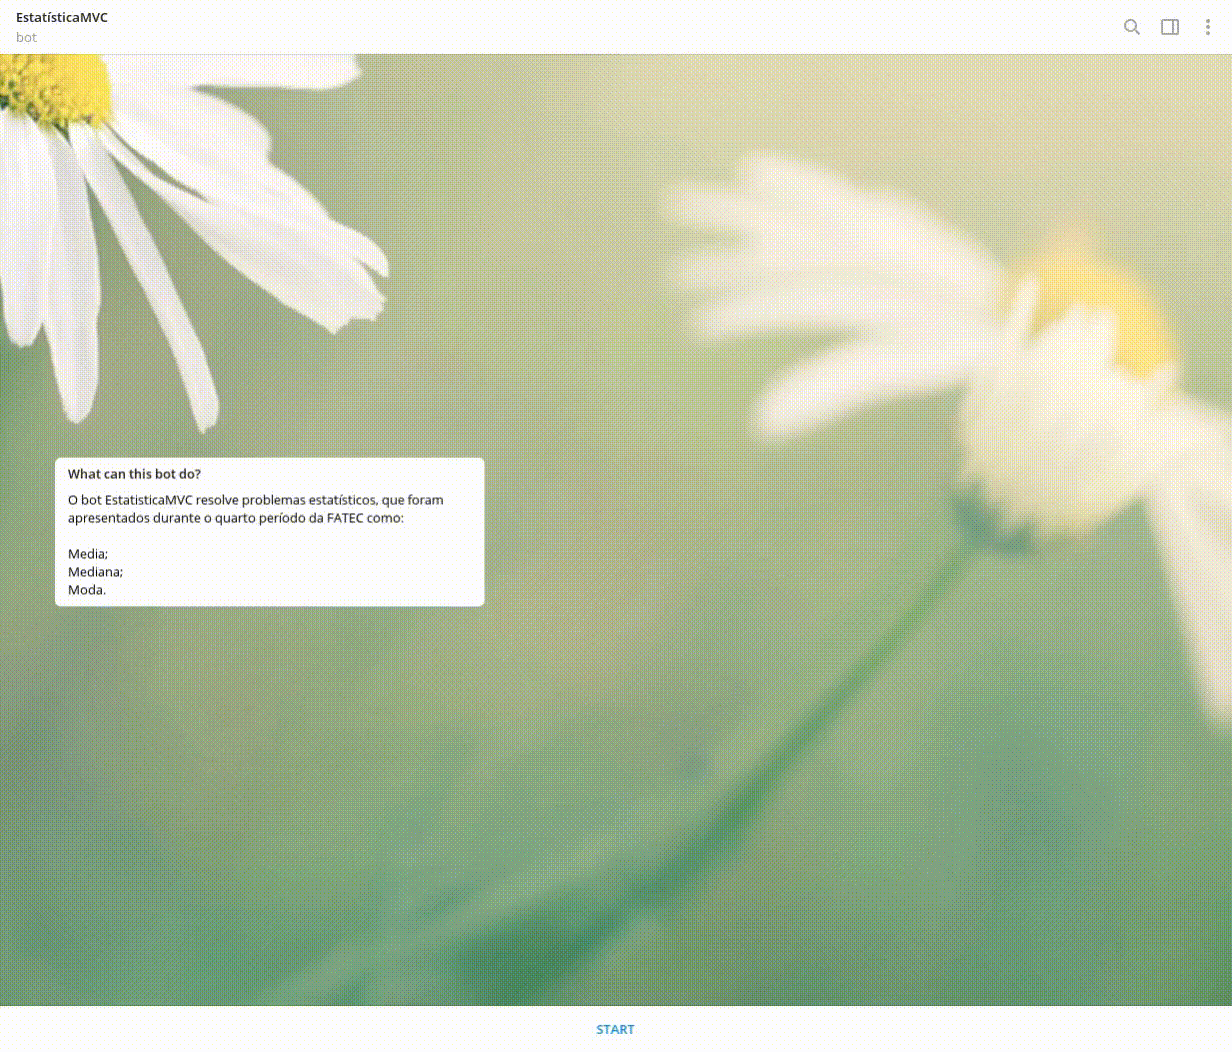 EstatísticaMVC
bot
What can this bot do?
O bot EstatisticaMVC resolve problemas estatísticos, que foram
apresentados durante o quarto período da FATEC como:
Media;
Mediana;
Moda.
START